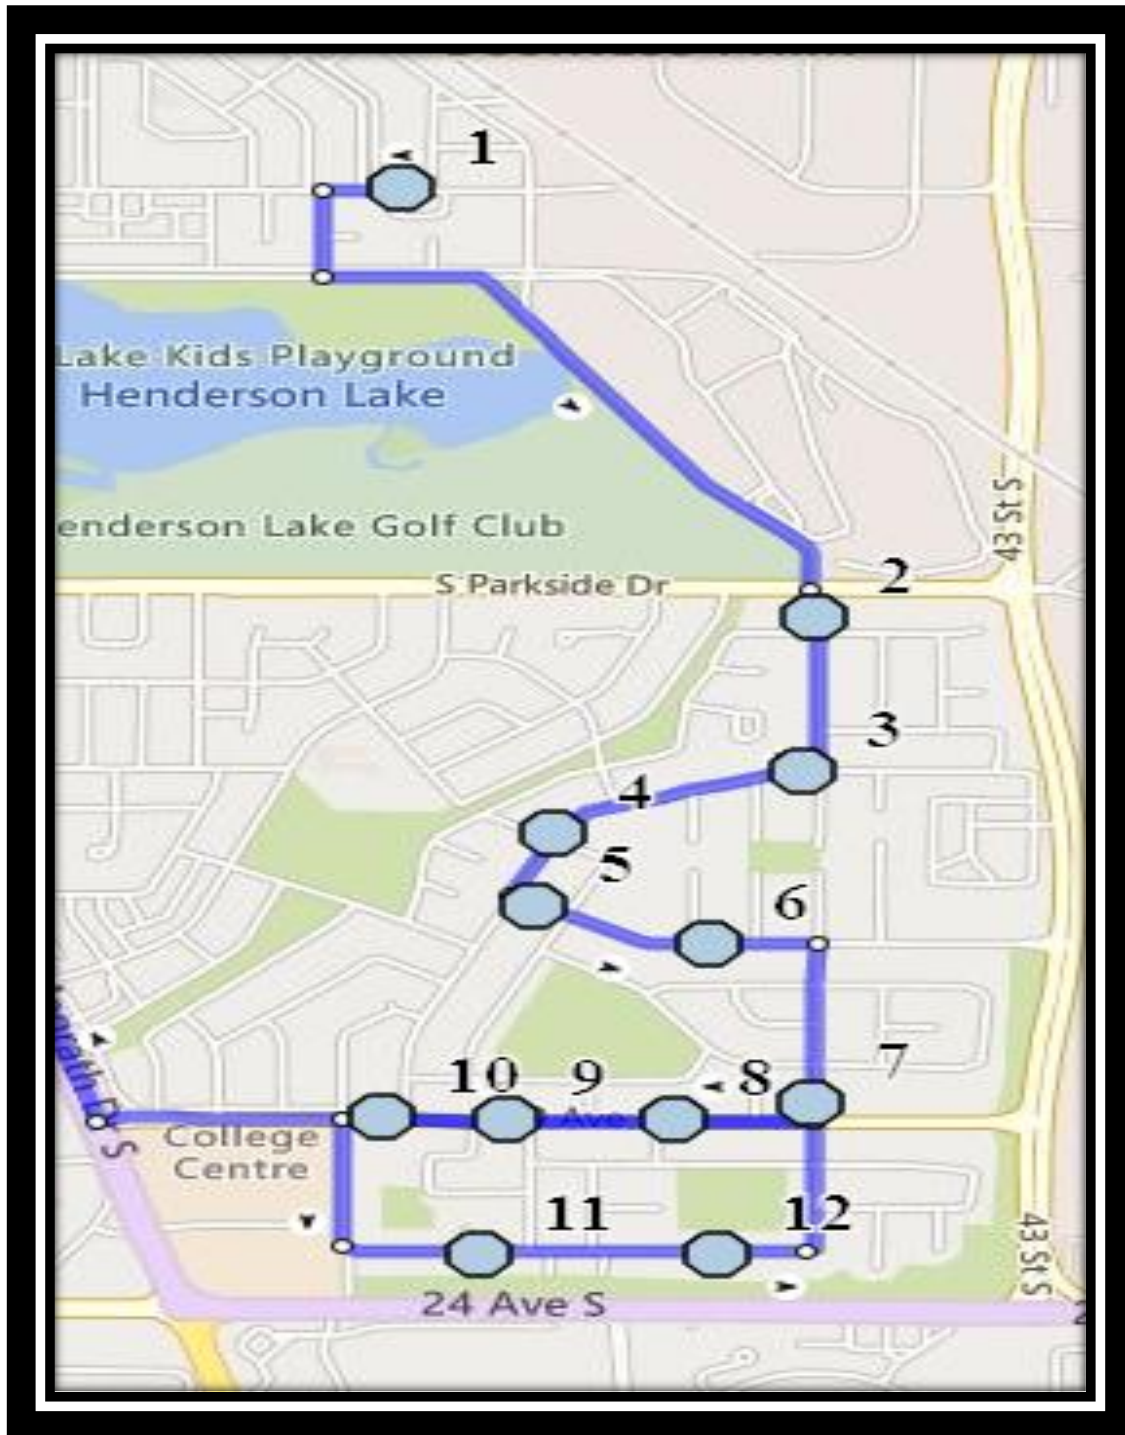 1
Lake Kids Playground
Henderson Lake
enderson Lake Golf Club
43 St S
2
S Parkside Dr
3
4
5
6
7
10 9 8
Ave
College
Centre
S
11 12
43 St S
24 Ave S
2